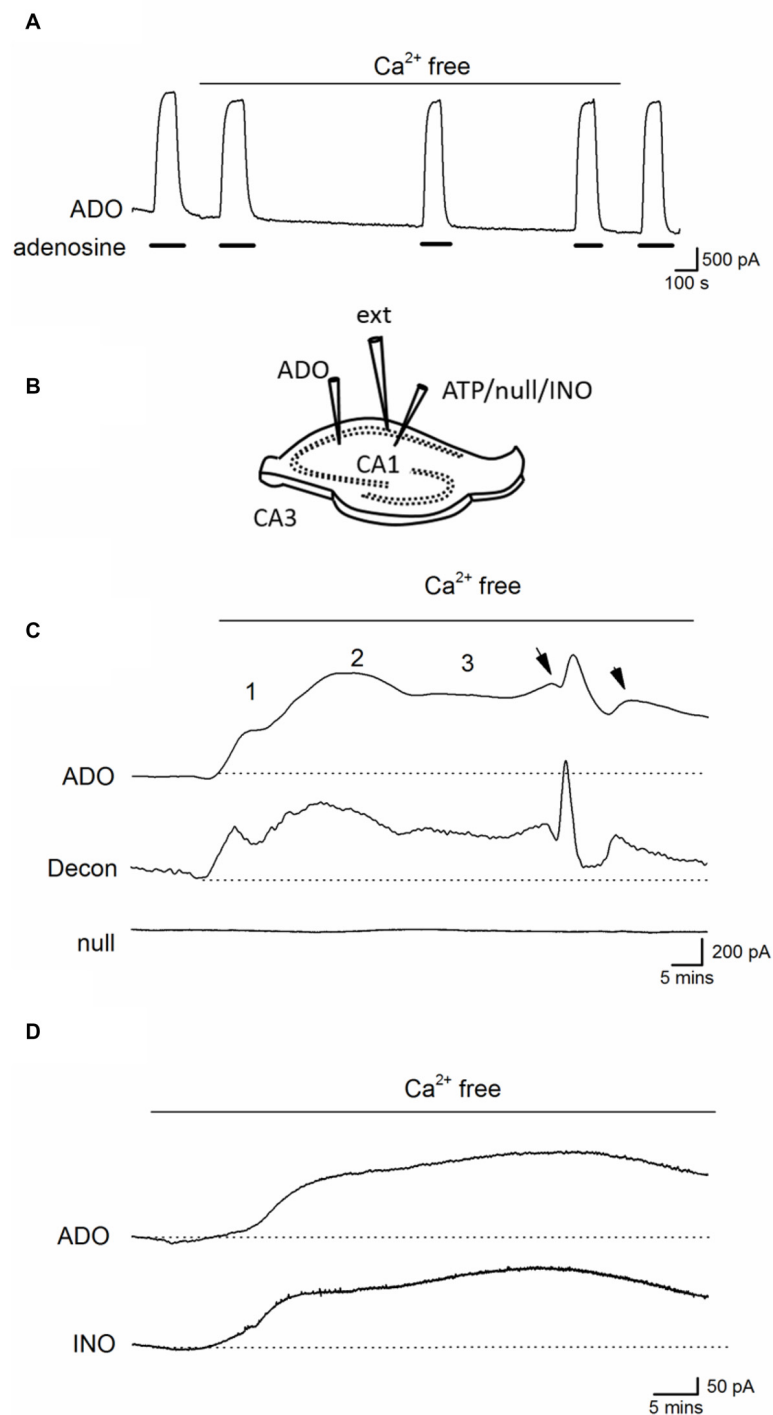 A
Ca²⁺ free
ADO
adenosine
500 pA
100 s
B
ext
ADO
ATP/null/INO
CA1
CA3
C
Ca²⁺ free
1
2
3
ADO
Decon
null
200 pA
5 mins
D
Ca²⁺ free
ADO
INO
50 pA
5 mins